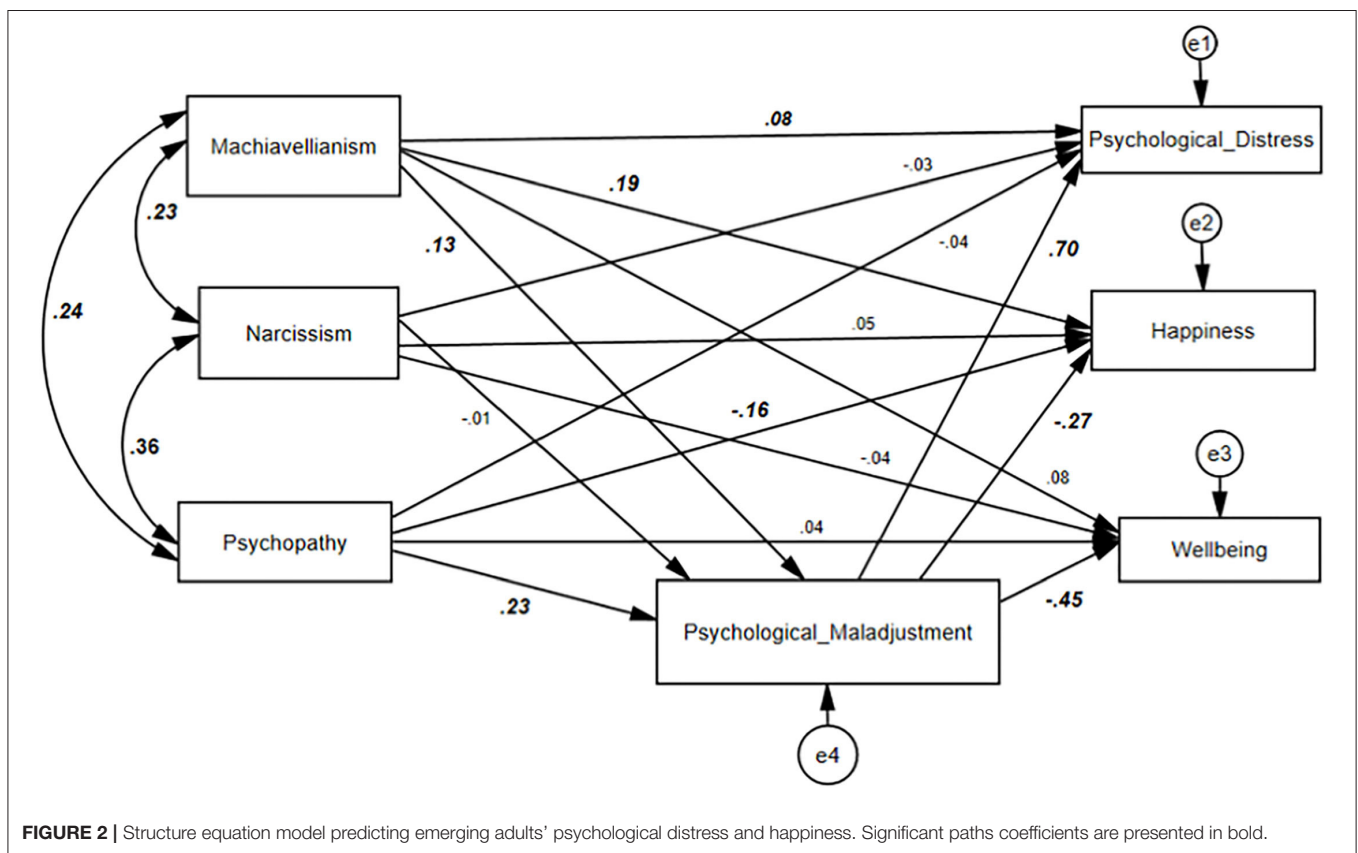 e1
Machiavellianism
.08
Psychological_Distress
-.03
.19
.23
e2
.13
-.04
.70
.24
Narcissism
.05
Happiness
-.01
-.16
-.27
.36
-.04
e3
.08
Psychopathy
.04
Wellbeing
.23
-.45
Psychological_Maladjustment
e4
FIGURE 2 | Structure equation model predicting emerging adults' psychological distress and happiness. Significant paths coefficients are presented in bold.